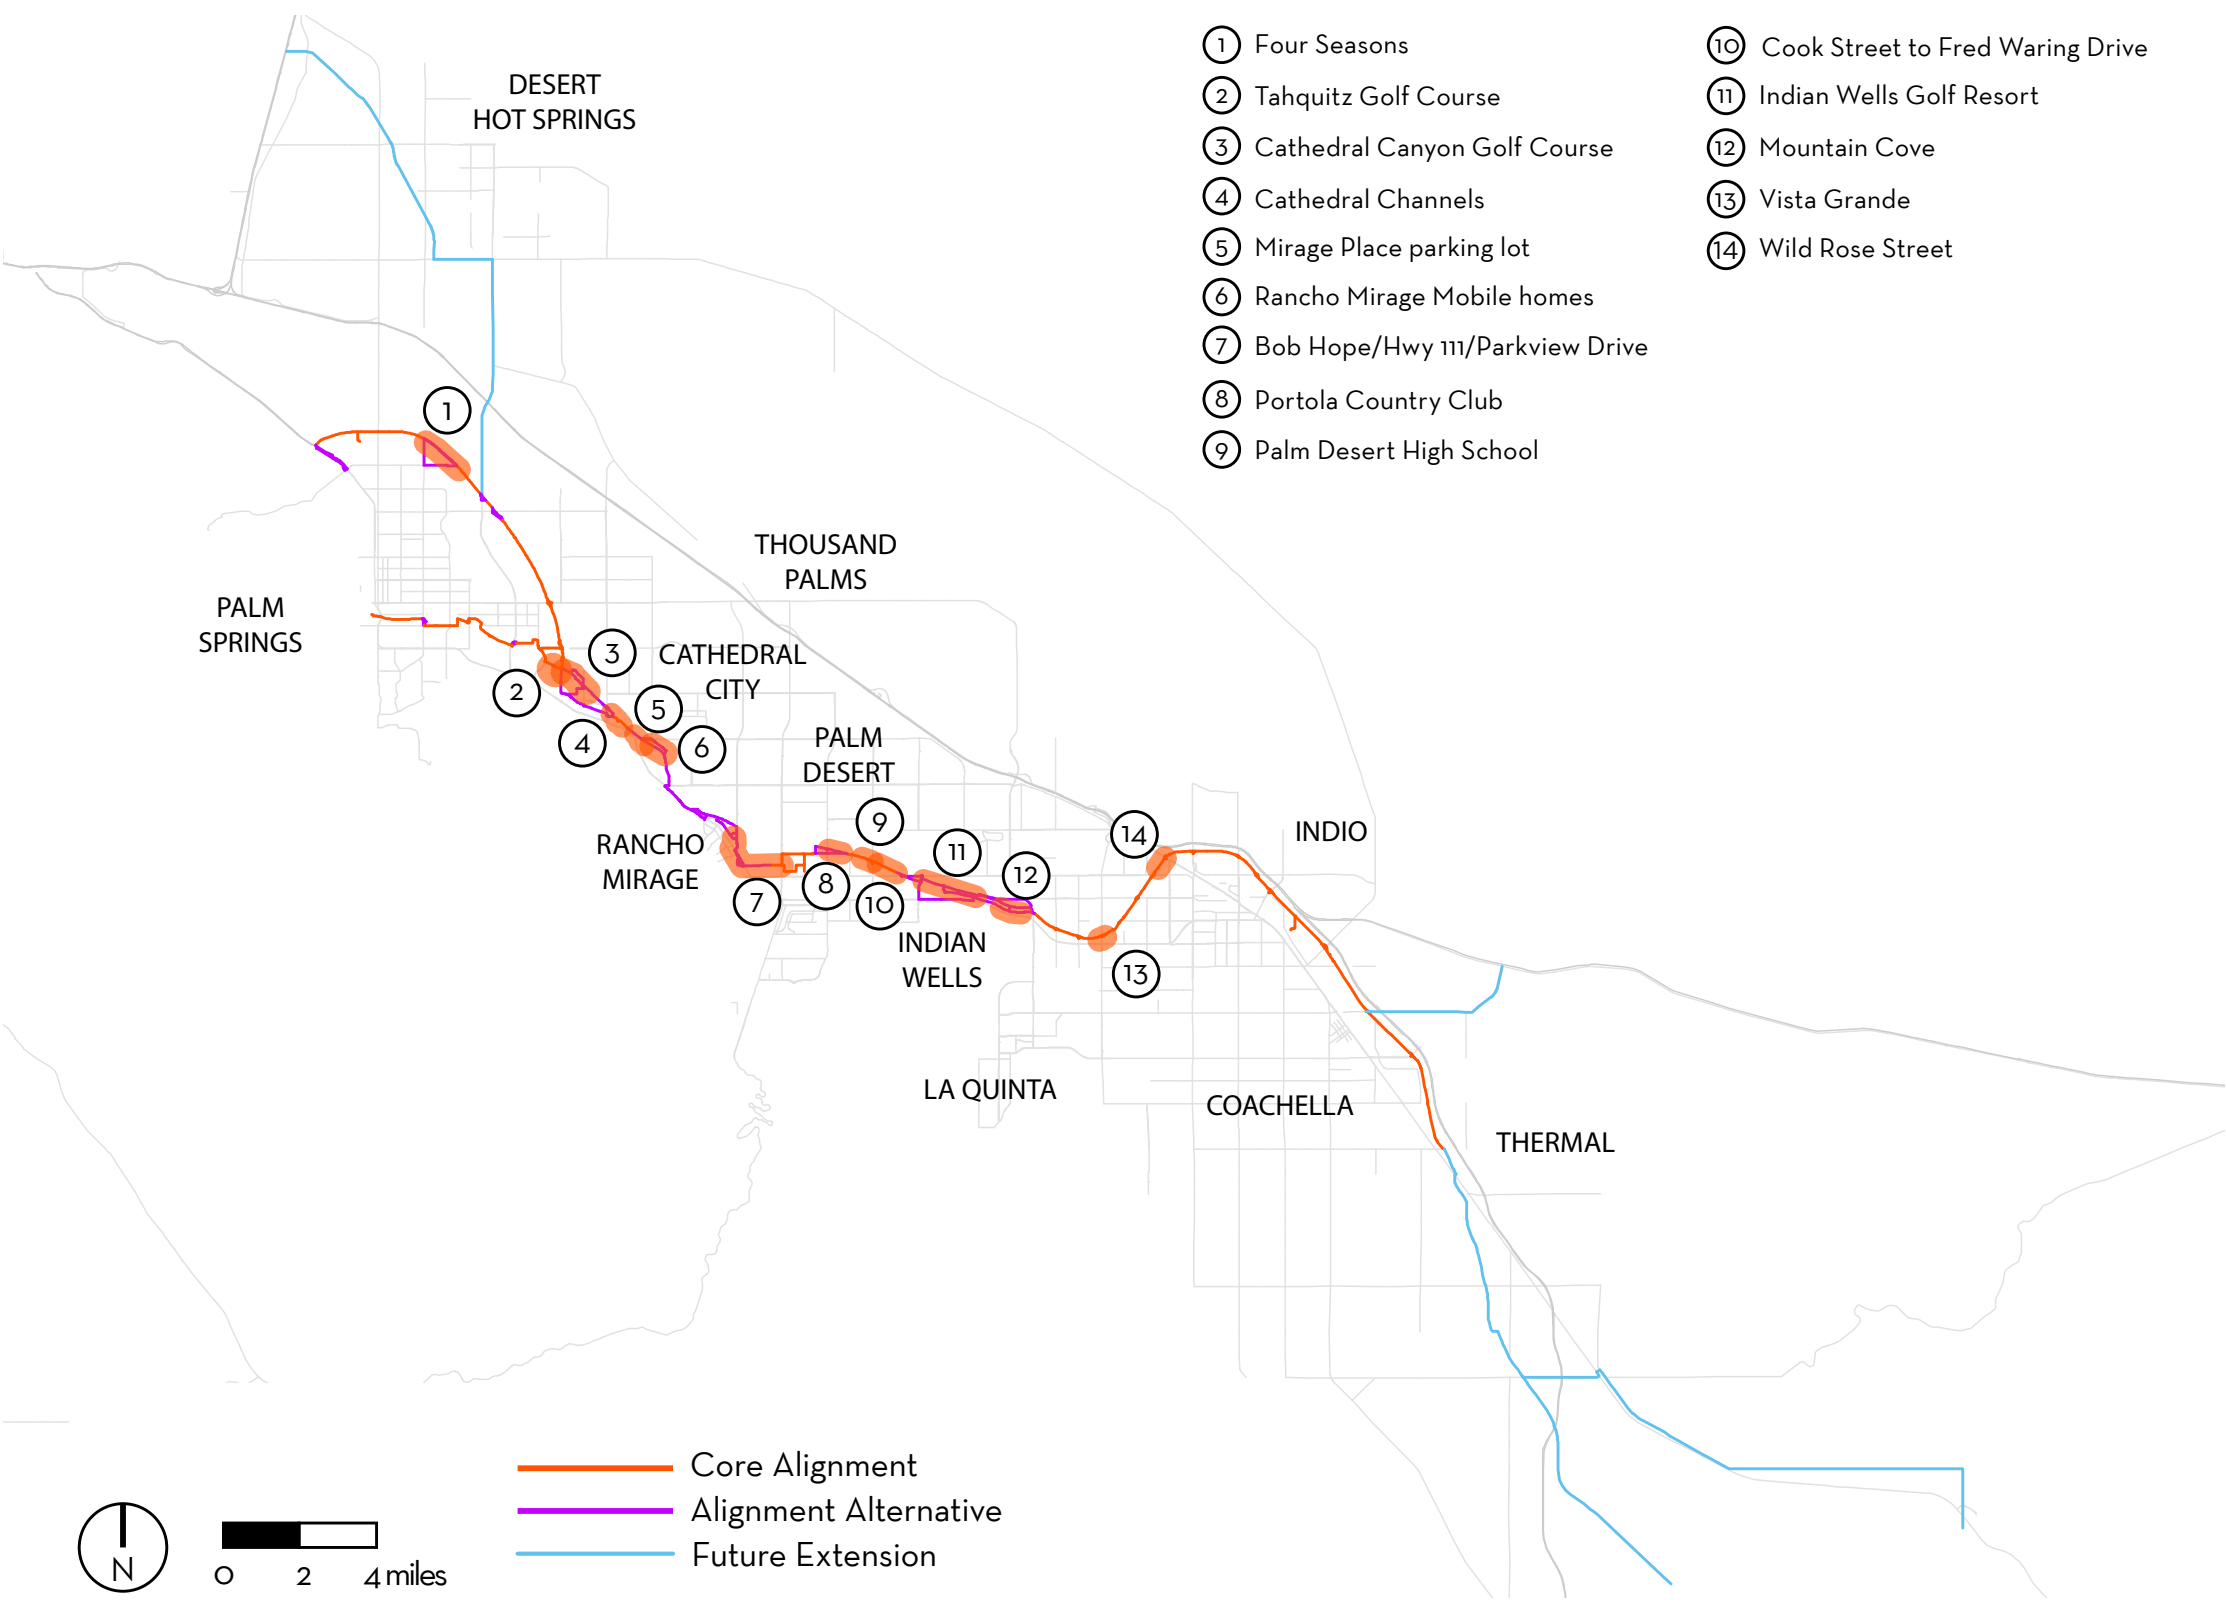 1 Four Seasons
2 Tahquitz Golf Course
3 Cathedral Canyon Golf Course
4 Cathedral Channels
5 Mirage Place parking lot
6 Rancho Mirage Mobile homes
7 Bob Hope/Hwy 111/Parkview Drive
8 Portola Country Club
9 Palm Desert High School
10 Cook Street to Fred Waring Drive
11 Indian Wells Golf Resort
12 Mountain Cove
13 Vista Grande
14 Wild Rose Street
DESERT
HOT SPRINGS
1
THOUSAND
PALMS
PALM
SPRINGS
3
CATHEDRAL
CITY
2
5
4
6
PALM
DESERT
9
14
INDIO
RANCHO
MIRAGE
11
12
8
7
10
INDIAN
WELLS
13
LA QUINTA
COACHELLA
THERMAL
Core Alignment
Alignment Alternative
Future Extension
N
0 2 4 miles